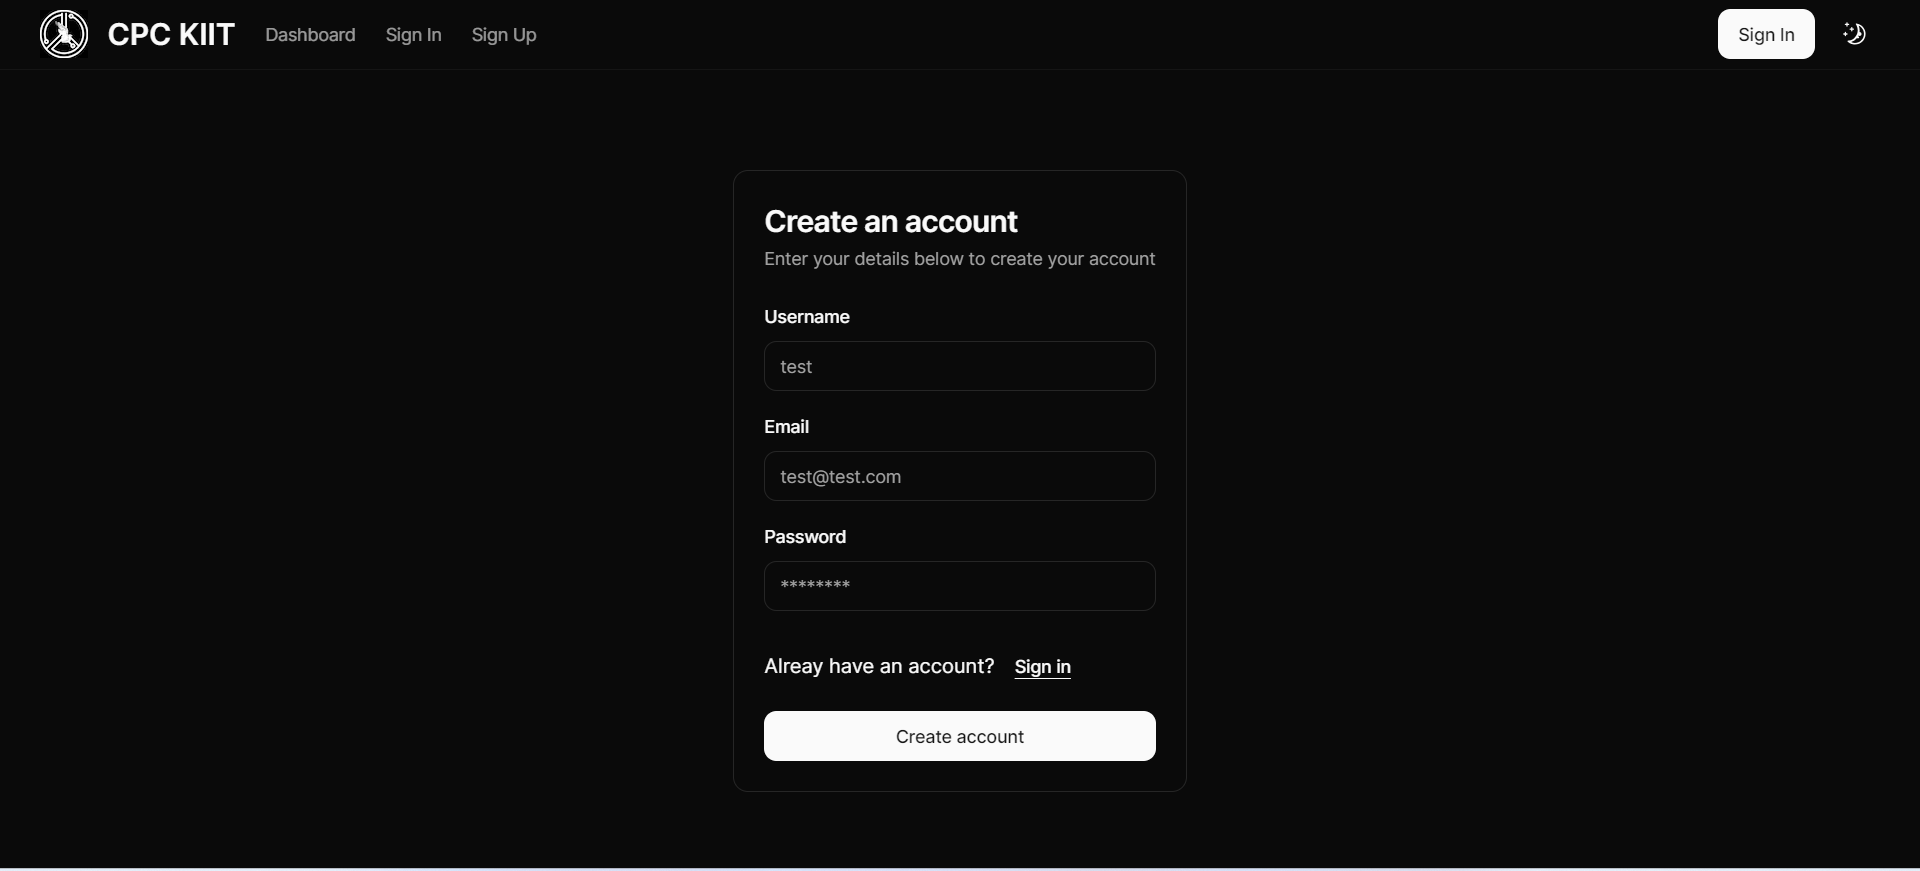 CPC KIIT Dashboard Sign In Sign Up Sign In
Create an account
Enter your details below to create your account
Username
test
Email
test@test.com
Password
********
Alreay have an account? Sign in
Create account